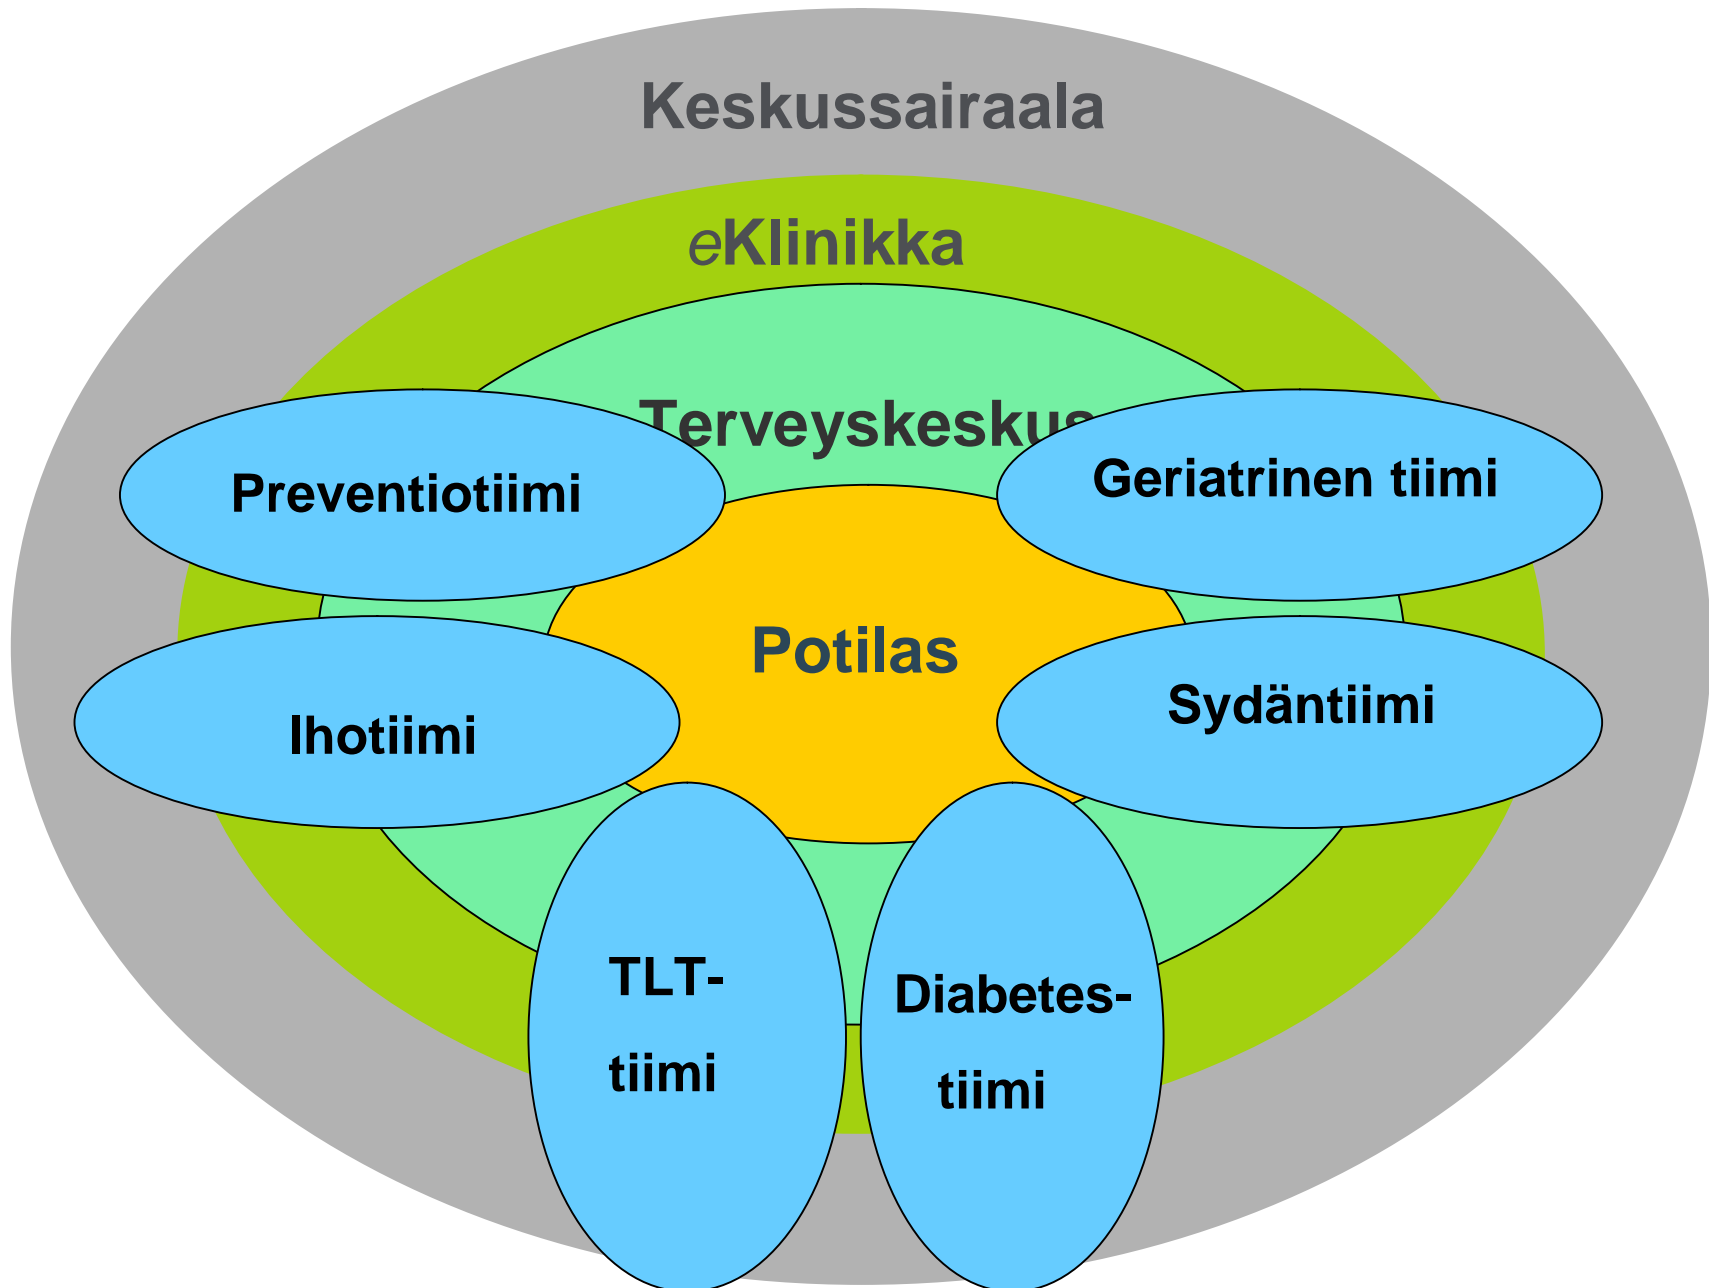 Keskussairaala
eKlinikka
Terveyskeskus
Preventiotiimi
Geriatrinen tiimi
Potilas
Ihotiimi
Sydäntiimi
TLT-
tiimi
Diabetes-
tiimi